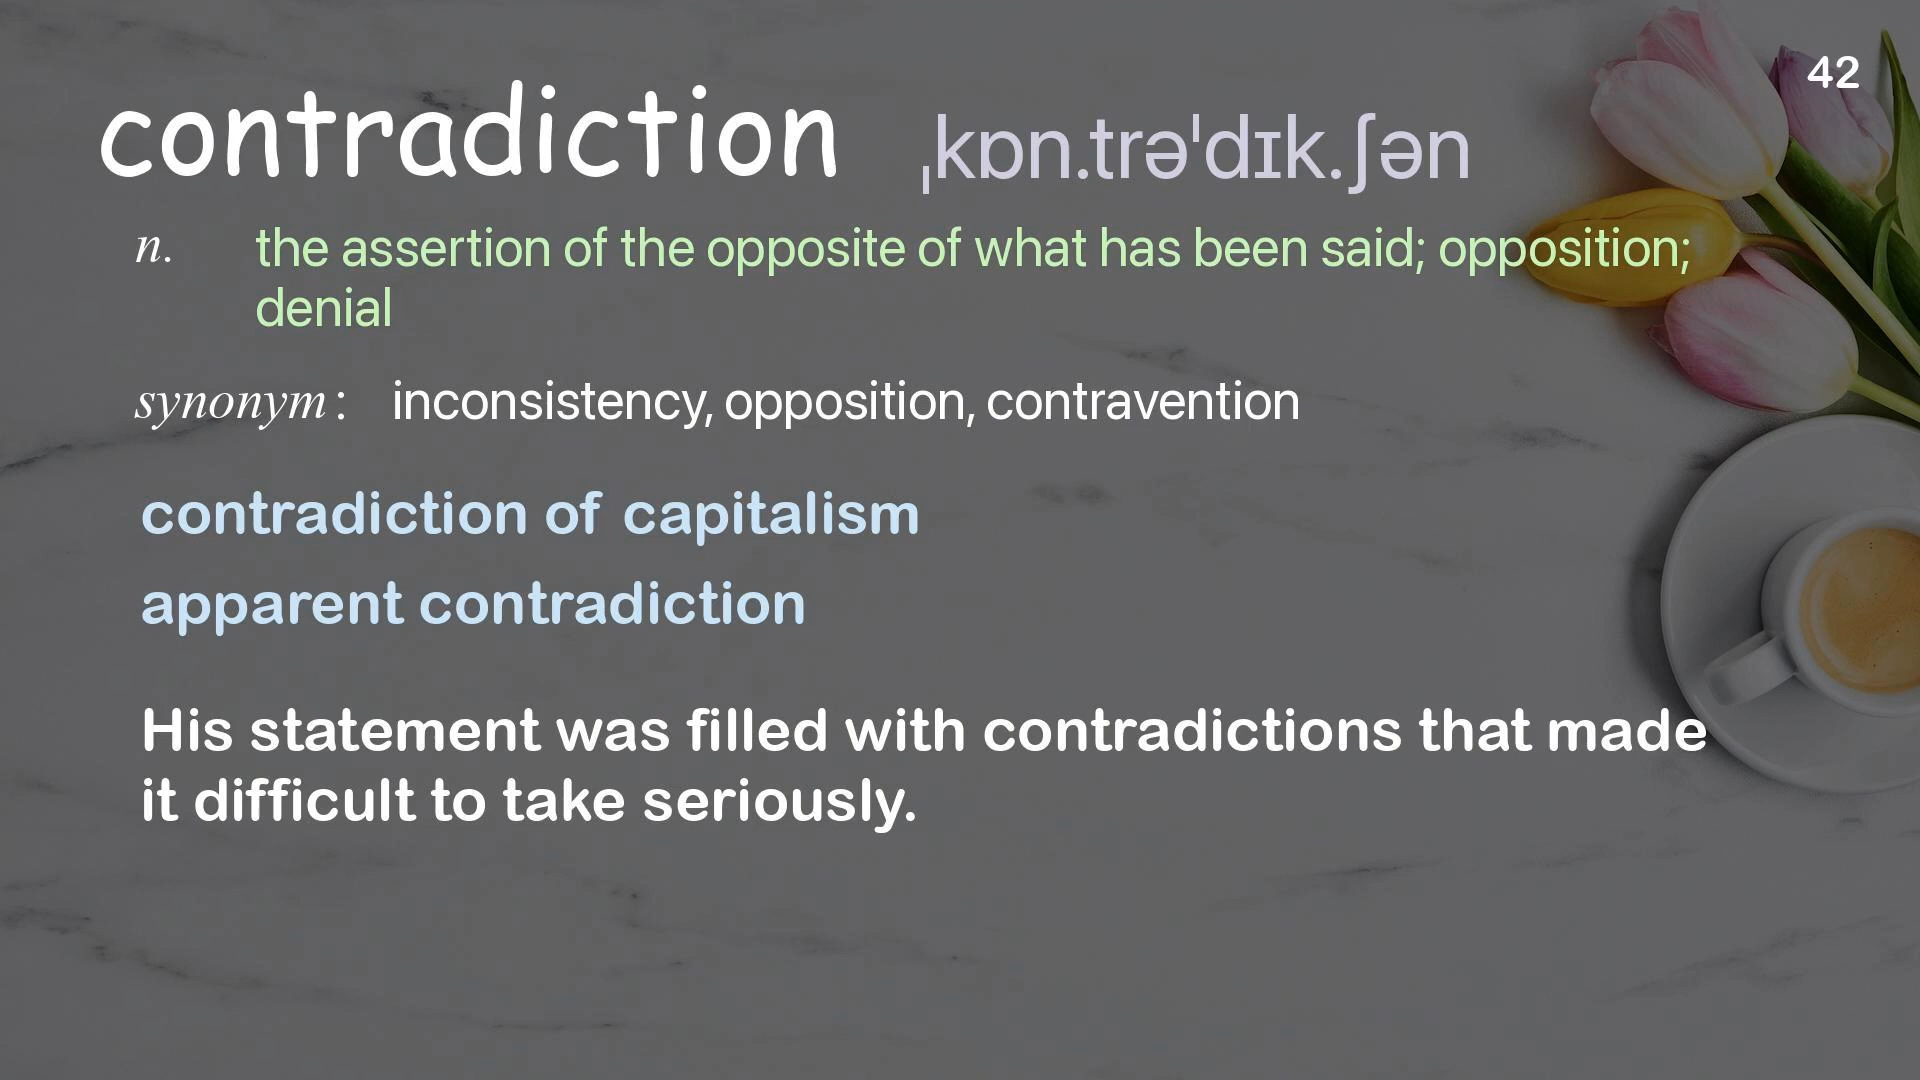 42
contradiction ˌkɒn.trəˈdɪk.ʃən
n. the assertion of the opposite of what has been said; opposition;
denial
synonym: inconsistency, opposition, contravention
contradiction of capitalism
apparent contradiction
His statement was filled with contradictions that made
it difficult to take seriously.